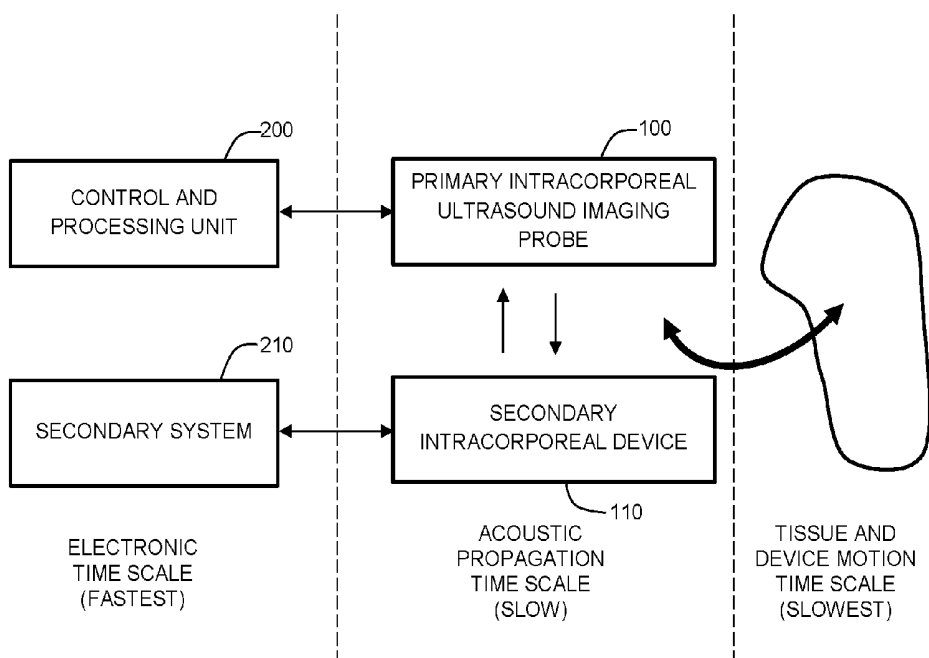 200
CONTROL AND
PROCESSING UNIT
100
PRIMARY INTRACORPOREAL
ULTRASOUND IMAGING
PROBE
210
SECONDARY SYSTEM
SECONDARY
INTRACORPOREAL DEVICE
110
ELECTRONIC
TIME SCALE
(FASTEST)
ACOUSTIC
PROPAGATION
TIME SCALE
(SLOW)
TISSUE AND
DEVICE MOTION
TIME SCALE
(SLOWEST)